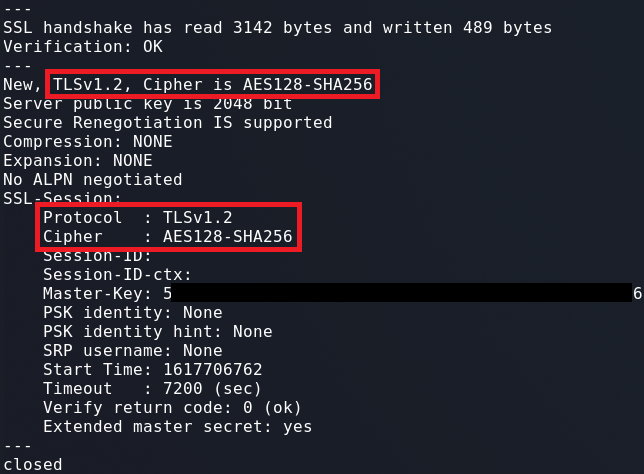 ---
SSL handshake has read 3142 bytes and written 489 bytes
Verification: OK
---
New, TLSv1.2, Cipher is AES128-SHA256
Server public key is 2048 bit
Secure Renegotiation IS supported
Compression: NONE
Expansion: NONE
No ALPN negotiated
SSL-Session:
    Protocol  : TLSv1.2
    Cipher    : AES128-SHA256
    Session-ID:
    Session-ID-ctx:
    Master-Key: 5 6
    PSK identity: None
    PSK identity hint: None
    SRP username: None
    Start Time: 1617706762
    Timeout   : 7200 (sec)
    Verify return code: 0 (ok)
    Extended master secret: yes
---
closed